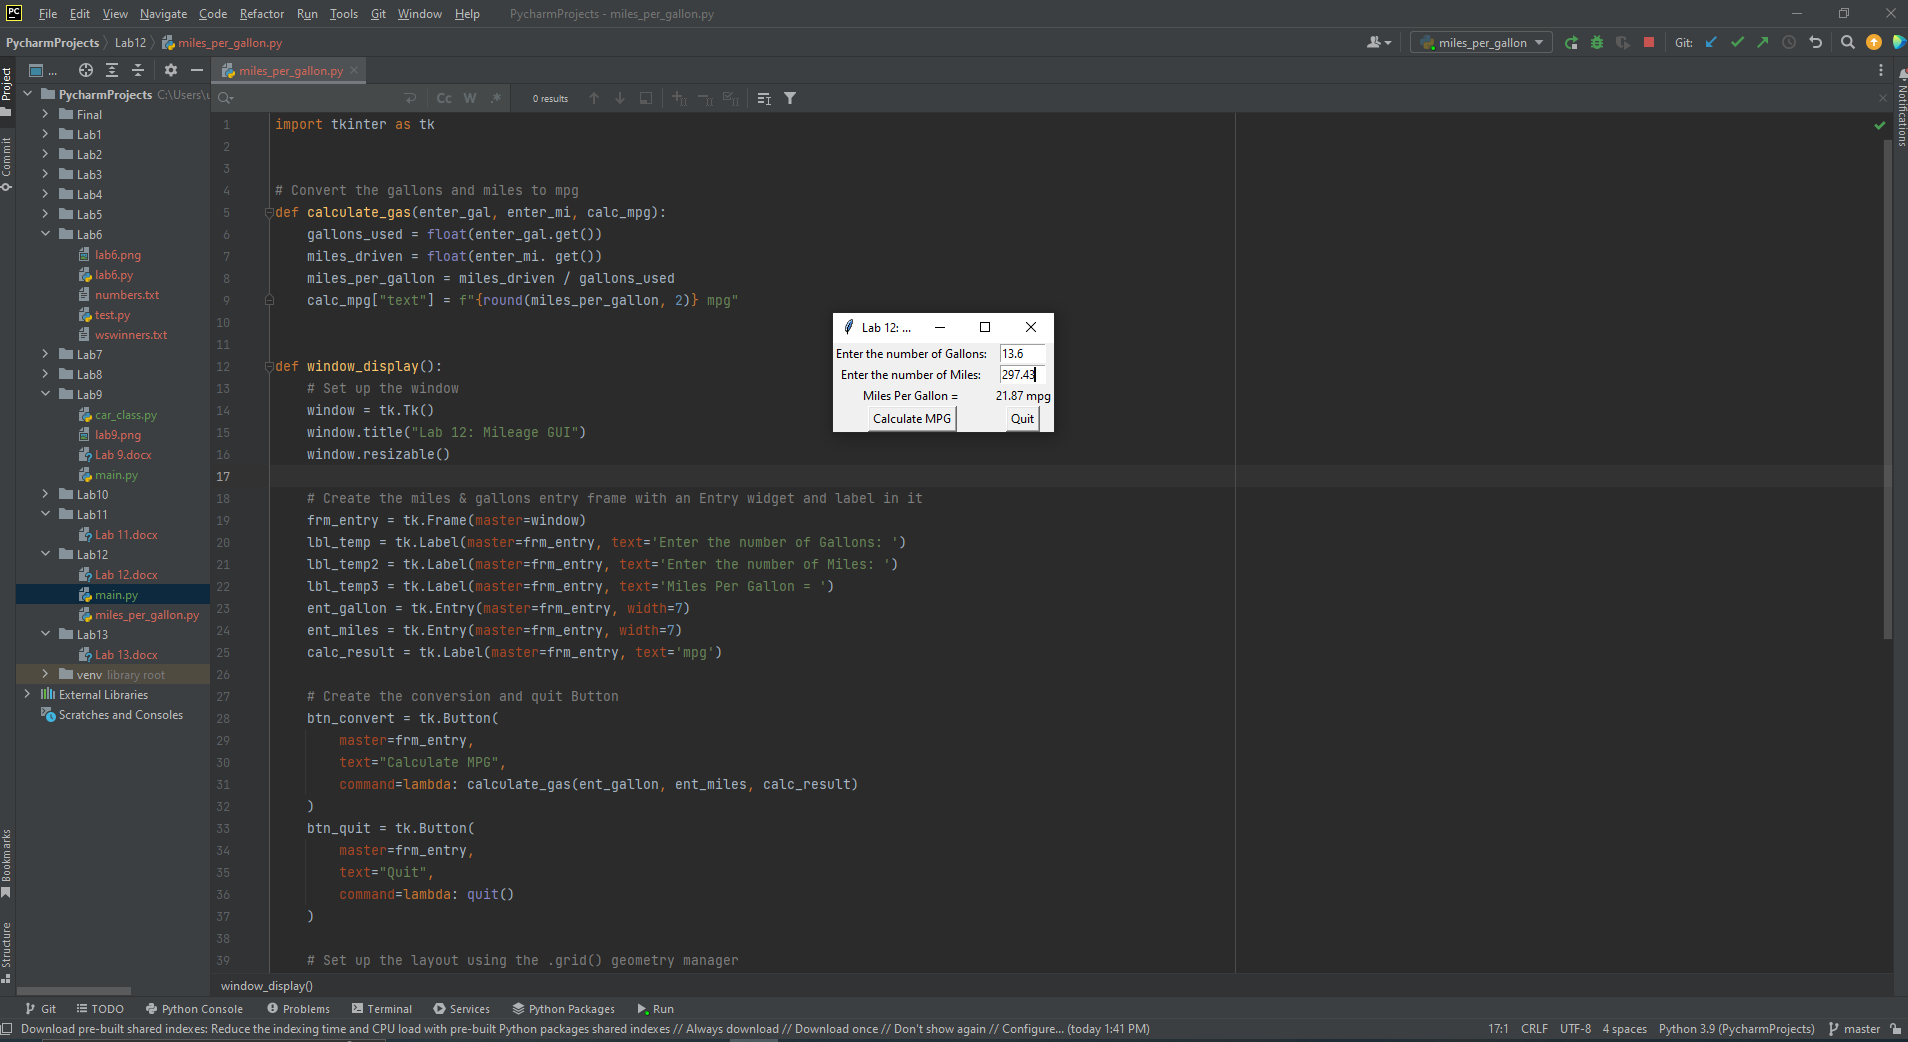 PC File Edit View Navigate Code Refactor Run Tools Git Window Help PycharmProjects - miles_per_gallon.py
PycharmProjects Lab12 miles_per_gallon.py miles_per_gallon Git:
Project
Commit
Bookmarks
Structure
... miles_per_gallon.py
PycharmProjects C:\Users\
Final
Lab1
Lab2
Lab3
Lab4
Lab5
Lab6
lab6.png
lab6.py
numbers.txt
test.py
wswinners.txt
Lab7
Lab8
Lab9
car_class.py
lab9.png
Lab 9.docx
main.py
Lab10
Lab11
Lab 11.docx
Lab12
Lab 12.docx
main.py
miles_per_gallon.py
Lab13
Lab 13.docx
venv library root
External Libraries
Scratches and Consoles
Cc W .* 0 results
1 import tkinter as tk
2
3
4 # Convert the gallons and miles to mpg
5 def calculate_gas(enter_gal, enter_mi, calc_mpg):
6 gallons_used = float(enter_gal.get())
7 miles_driven = float(enter_mi. get())
8 miles_per_gallon = miles_driven / gallons_used
9 calc_mpg["text"] = f"{round(miles_per_gallon, 2)} mpg"
10
11
12 def window_display():
13 # Set up the window
14 window = tk.Tk()
15 window.title("Lab 12: Mileage GUI")
16 window.resizable()
17
18 # Create the miles & gallons entry frame with an Entry widget and label in it
19 frm_entry = tk.Frame(master=window)
20 lbl_temp = tk.Label(master=frm_entry, text='Enter the number of Gallons: ')
21 lbl_temp2 = tk.Label(master=frm_entry, text='Enter the number of Miles: ')
22 lbl_temp3 = tk.Label(master=frm_entry, text='Miles Per Gallon = ')
23 ent_gallon = tk.Entry(master=frm_entry, width=7)
24 ent_miles = tk.Entry(master=frm_entry, width=7)
25 calc_result = tk.Label(master=frm_entry, text='mpg')
26
27 # Create the conversion and quit Button
28 btn_convert = tk.Button(
29 master=frm_entry,
30 text="Calculate MPG",
31 command=lambda: calculate_gas(ent_gallon, ent_miles, calc_result)
32 )
33 btn_quit = tk.Button(
34 master=frm_entry,
35 text="Quit",
36 command=lambda: quit()
37 )
38
39 # Set up the layout using the .grid() geometry manager
Lab 12: ...
Enter the number of Gallons: 13.6
Enter the number of Miles: 297.43
Miles Per Gallon = 21.87 mpg
Calculate MPG Quit
Notifications
window_display()
Git TODO Python Console Problems Terminal Services Python Packages Run
Download pre-built shared indexes: Reduce the indexing time and CPU load with pre-built Python packages shared indexes // Always download // Download once // Don't show again // Configure... (today 1:41 PM) 17:1 CRLF UTF-8 4 spaces Python 3.9 (PycharmProjects) master